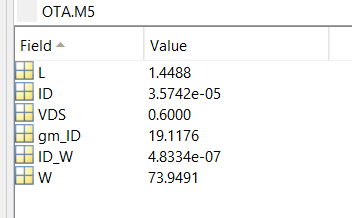 OTA.M5
Field Value
L 1.4488
ID 3.5742e-05
VDS 0.6000
gm_ID 19.1176
ID_W 4.8334e-07
W 73.9491